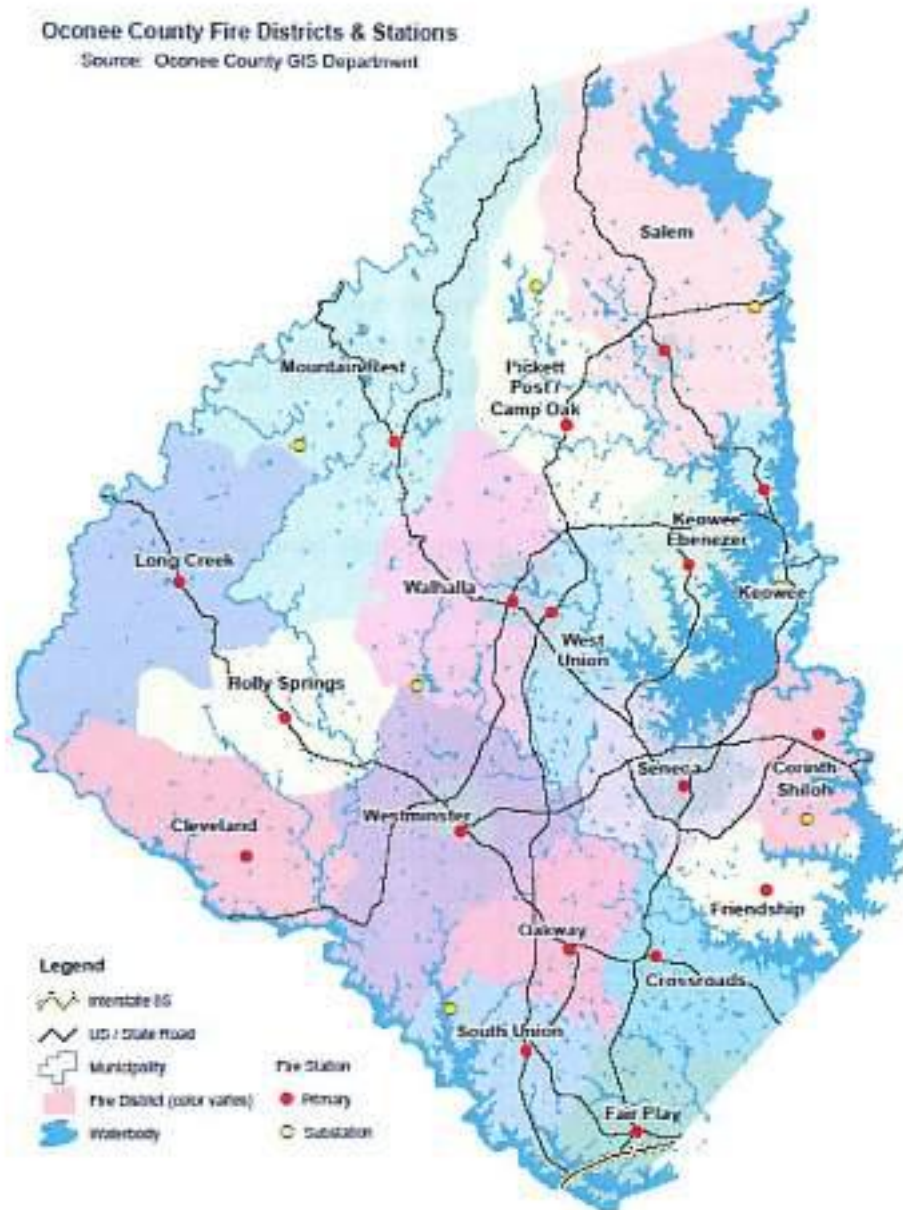 Oconee County Fire Districts & Stations
Source: Oconee County GIS Department
Salem
Mountain Rest
Pickett
Post /
Camp Oak
Keowee
Ebenezer
Long Creek
Walhalla
Keowee
West
Union
Holly Springs
Seneca
Corinth
Shiloh
Westminster
Cleveland
Friendship
Oakway
Crossroads
South Union
Fair Play
Legend
Interstate 85
US / State Road
Municipality
Fire District (color varies)
Waterbody
Fire Station
Primary
Substation